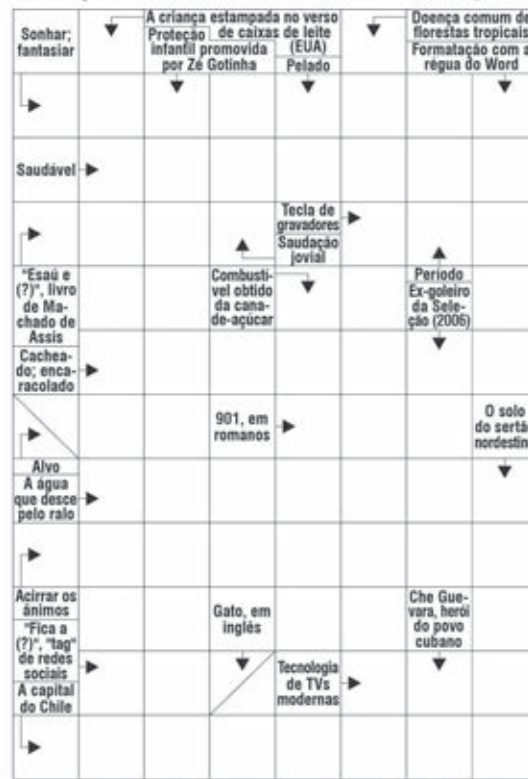 Sonhar;
fantasiar
A criança estampada no verso
de caixas de leite
(EUA)
Proteção
infantil promovida
por Zé Gotinha
Pelado
Doença comum de
florestas tropicais
Formatação com a
régua do Word
Saudável
Tecla de
gravadores
Saudação
jovial
"Esaú e
(?)", livro
de Ma-
chado de
Assis
Cachea-
do; enca-
racolado
Combustí-
vel obtido
da cana-
de-açúcar
Período
Ex-goleiro
da Sele-
ção (2006)
901, em
romanos
O solo
do sertã
nordestin
Alvo
A água
que desce
pelo ralo
Acirrar os
ânimos
"Fica a
(?)", "tag"
de redes
sociais
A capital
do Chile
Gato, em
inglês
Che Gue-
vara, herói
do povo
cubano
Tecnologia
de TVs
modernas